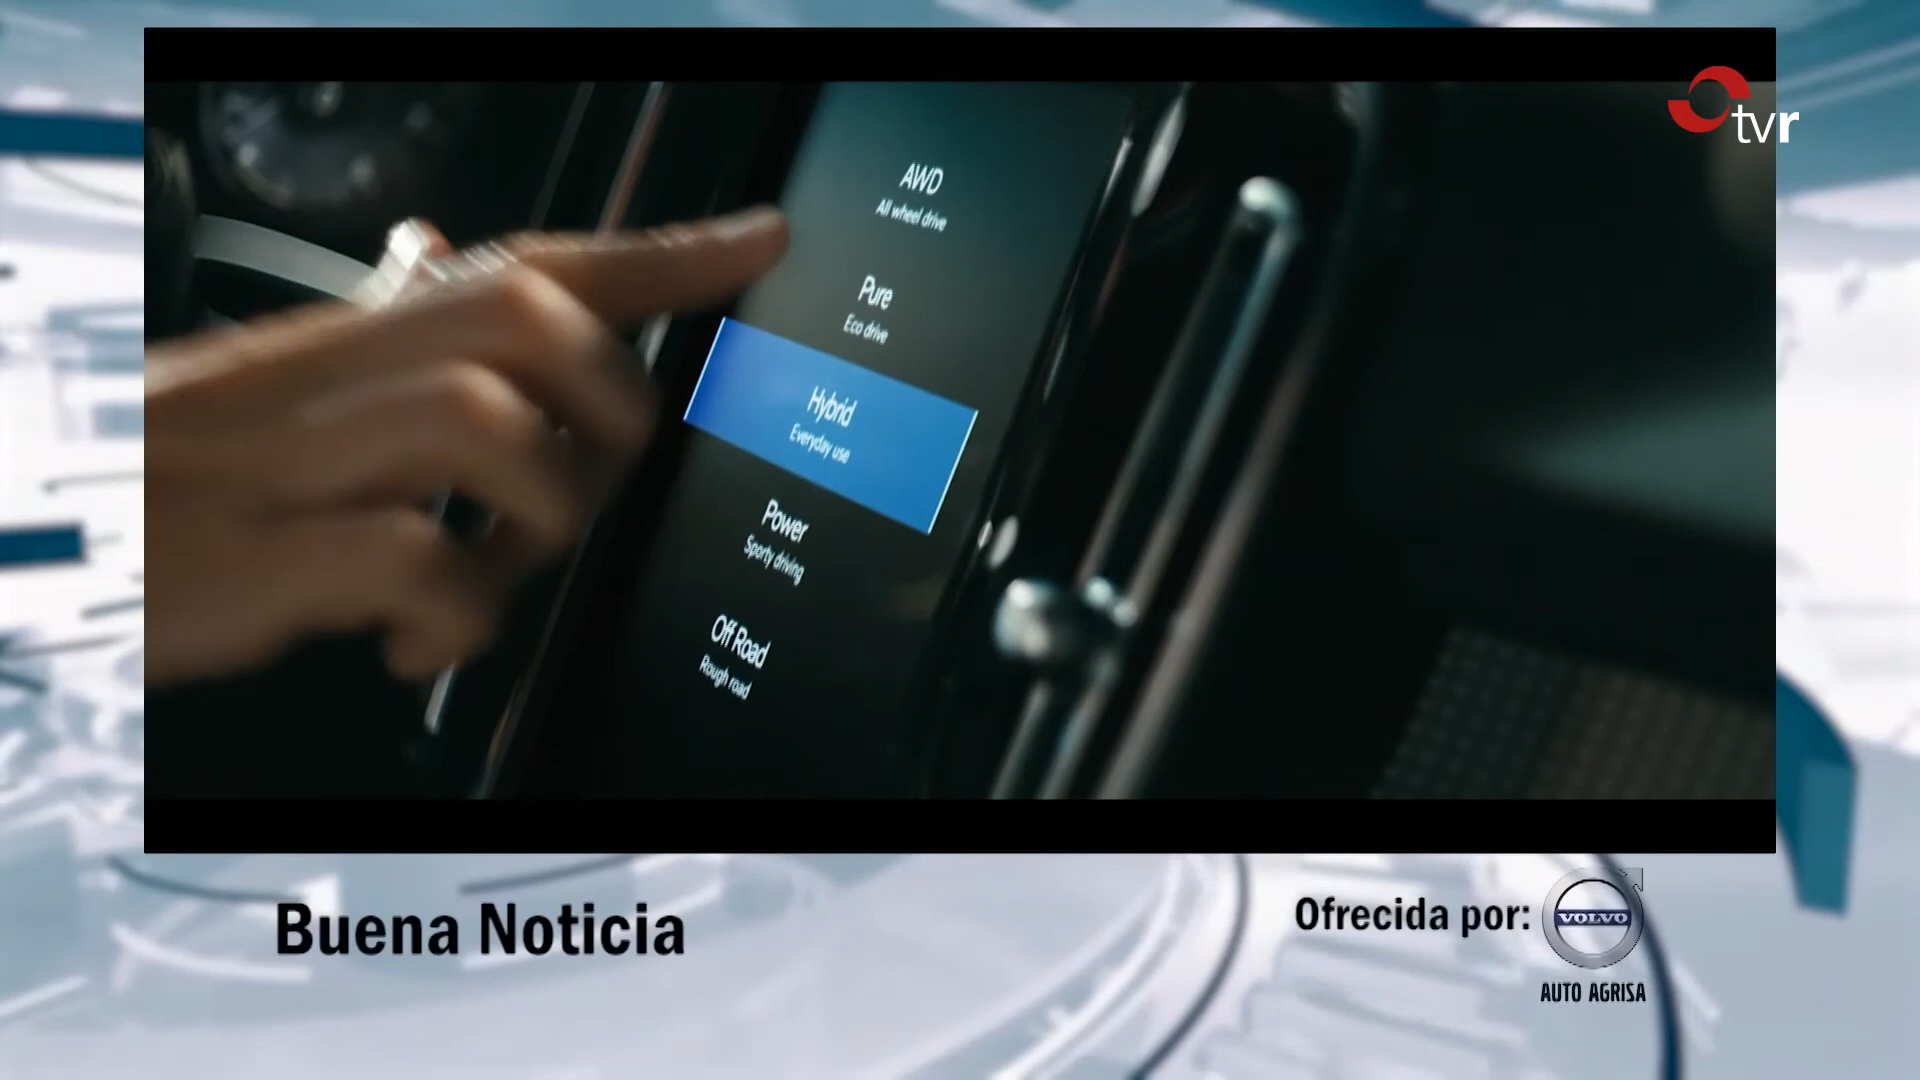 tvr
AWD
All wheel drive
Pure
Eco drive
Hybrid
Everyday use
Power
Sporty driving
Off Road
Rough road
Buena Noticia
Ofrecida por:
VOLVO
AUTO AGRISA